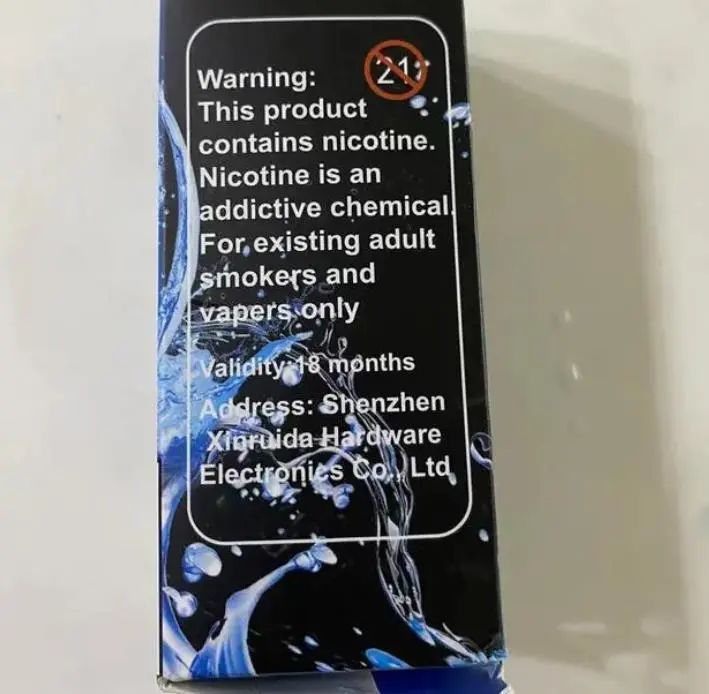 Warning:
21
This product
contains nicotine.
Nicotine is an
addictive chemical.
For existing adult
smokers and
vapers only
Validity:18 months
Address: Shenzhen
Xinruida Hardware
Electronics Co., Ltd